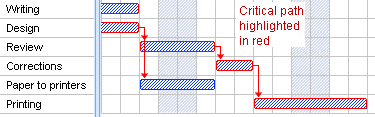 Writing
Design
Review
Corrections
Paper to printers
Printing
Critical path
highlighted
in red